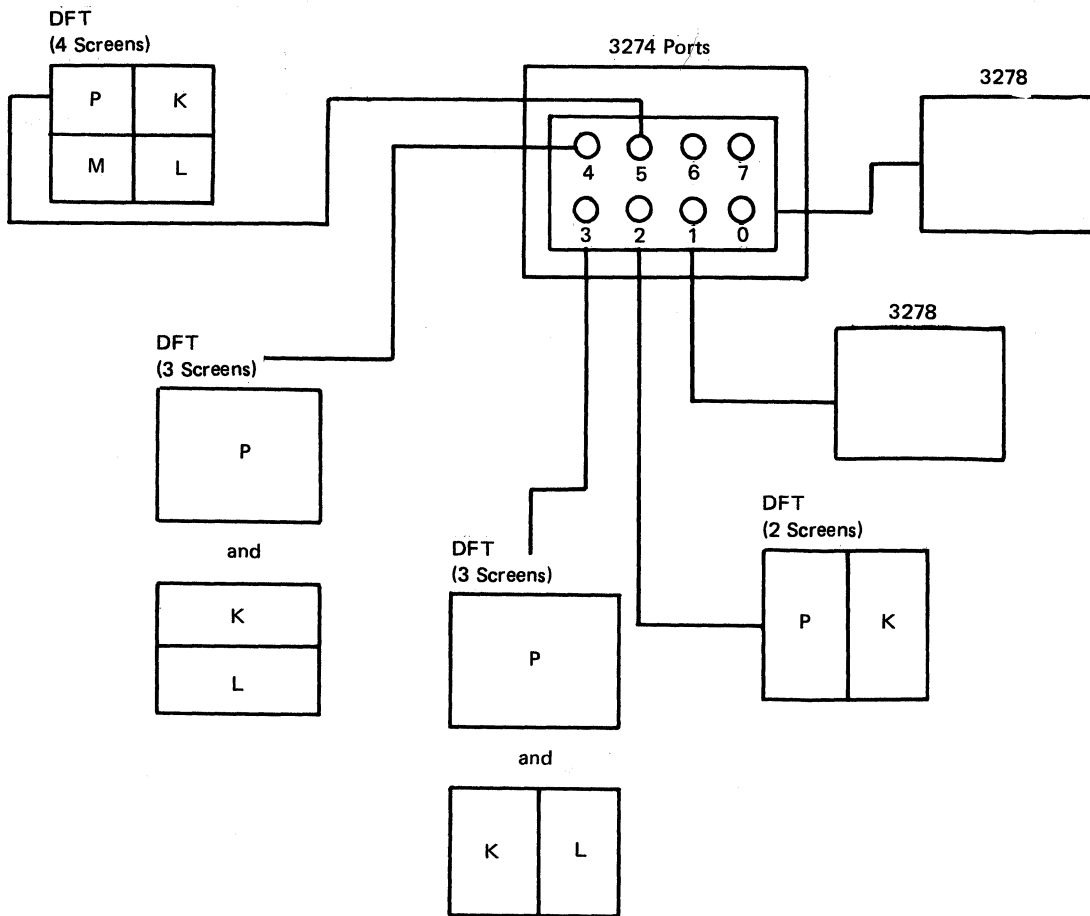 DFT
(4 Screens)
P K
M L
3274 Ports
4 5 6 7
3 2 1 0
3278
3278
DFT
(3 Screens)
P
and
K
L
DFT
(3 Screens)
P
and
K L
DFT
(2 Screens)
P K